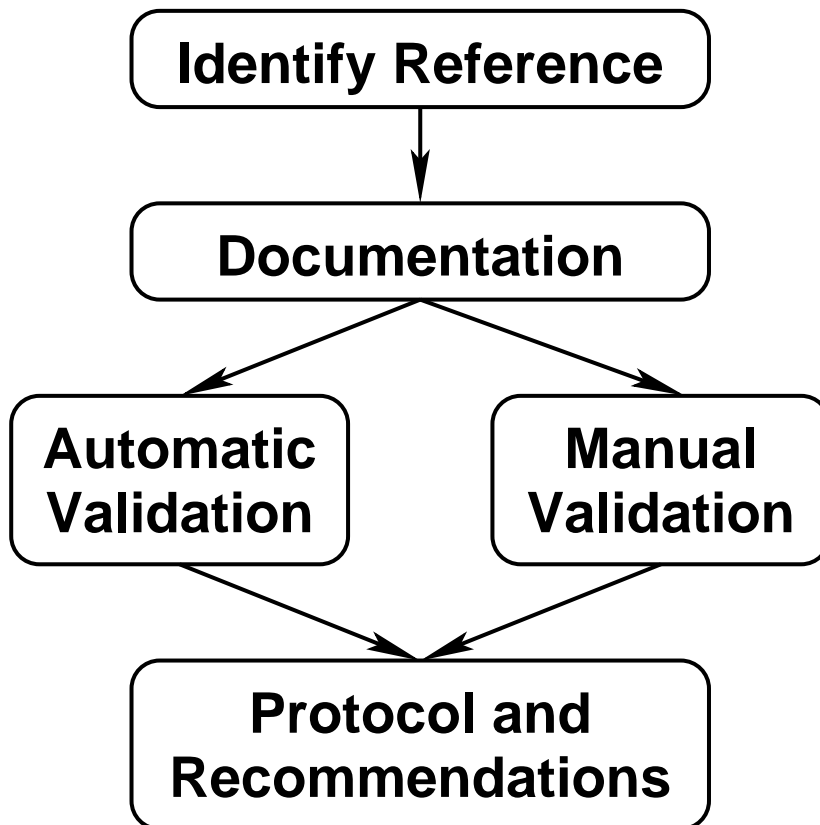 Identify Reference
Documentation
Automatic
Validation
Manual
Validation
Protocol and
Recommendations